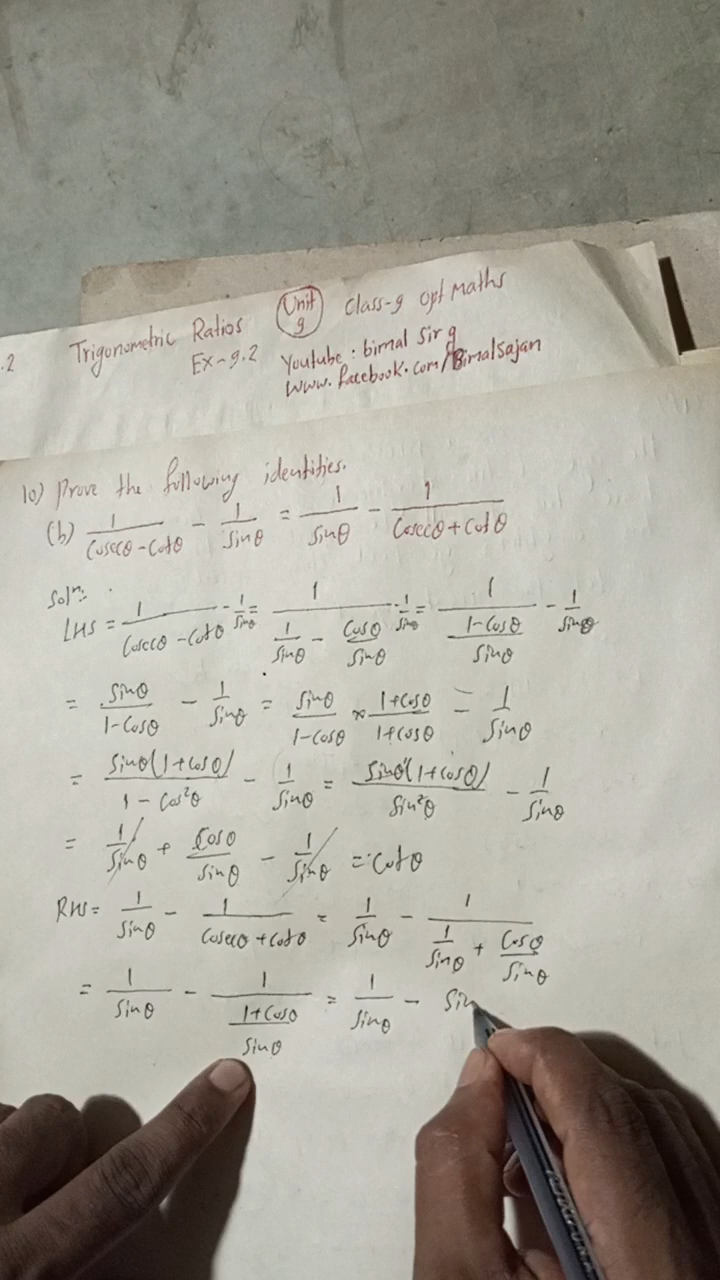 .2 Trigonometric Ratios Unit 9 Class-9 Opt Maths
Ex-9.2 Youtube : bimal Sir g
www.facebook.com/BimalSajan
10) Prove the following identities.
(h) 1/(Cosecθ - Cotθ) - 1/Sinθ = 1/Sinθ - 1/(Cosecθ + Cotθ)
Solⁿ:
LHS = 1/(Cosecθ - Cotθ) - 1/Sinθ = 1/(1/Sinθ - Cosθ/Sinθ) - 1/Sinθ = 1/((1-Cosθ)/Sinθ) - 1/Sinθ
= Sinθ/(1-Cosθ) - 1/Sinθ = Sinθ/(1-Cosθ) × (1+Cosθ)/(1+Cosθ) - 1/Sinθ
= Sinθ(1+Cosθ)/(1 - Cos²θ) - 1/Sinθ = Sinθ(1+Cosθ)/Sin²θ - 1/Sinθ
= 1/Sinθ + Cosθ/Sinθ - 1/Sinθ = Cotθ
RHS = 1/Sinθ - 1/(Cosecθ + Cotθ) = 1/Sinθ - 1/(1/Sinθ + Cosθ/Sinθ)
= 1/Sinθ - 1/((1+Cosθ)/Sinθ) = 1/Sinθ - Sin